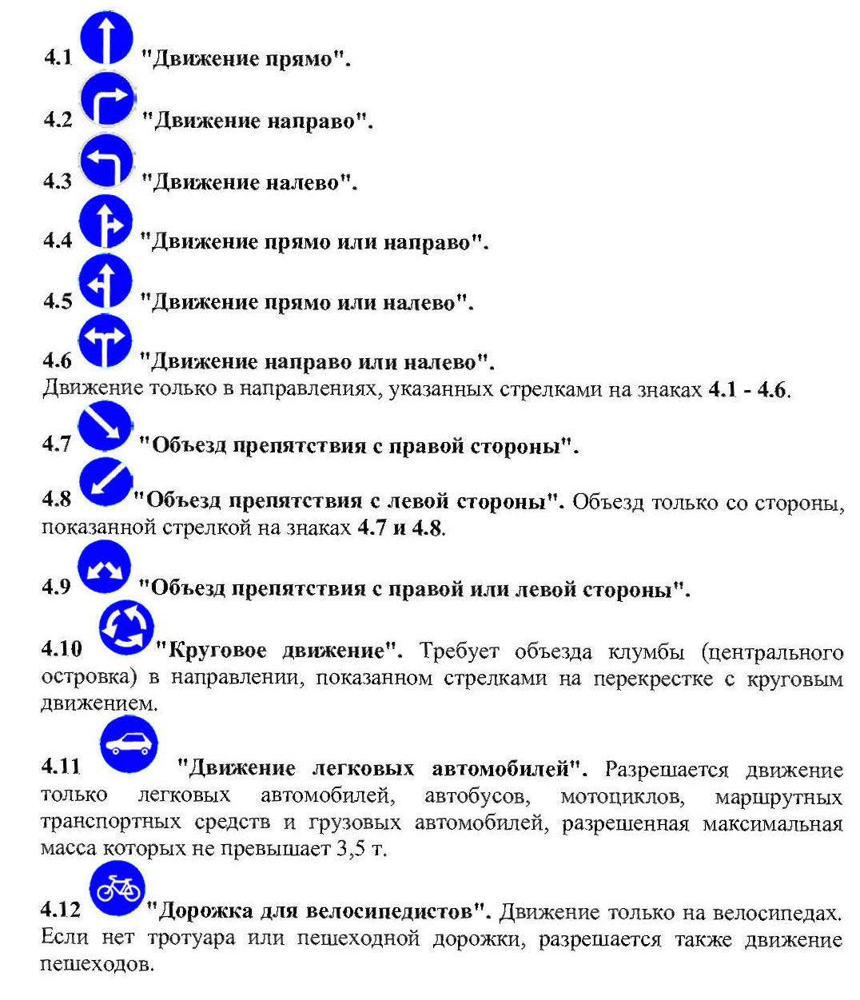 4.1 "Движение прямо".
4.2 "Движение направо".
4.3 "Движение налево".
4.4 "Движение прямо или направо".
4.5 "Движение прямо или налево".
4.6 "Движение направо или налево".
Движение только в направлениях, указанных стрелками на знаках 4.1 - 4.6.
4.7 "Объезд препятствия с правой стороны".
4.8 "Объезд препятствия с левой стороны". Объезд только со стороны,
показанной стрелкой на знаках 4.7 и 4.8.
4.9 "Объезд препятствия с правой или левой стороны".
4.10 "Круговое движение". Требует объезда клумбы (центрального
островка) в направлении, показанном стрелками на перекрестке с круговым
движением.
4.11 "Движение легковых автомобилей". Разрешается движение
только легковых автомобилей, автобусов, мотоциклов, маршрутных
транспортных средств и грузовых автомобилей, разрешенная максимальная
масса которых не превышает 3,5 т.
4.12 "Дорожка для велосипедистов". Движение только на велосипедах.
Если нет тротуара или пешеходной дорожки, разрешается также движение
пешеходов.